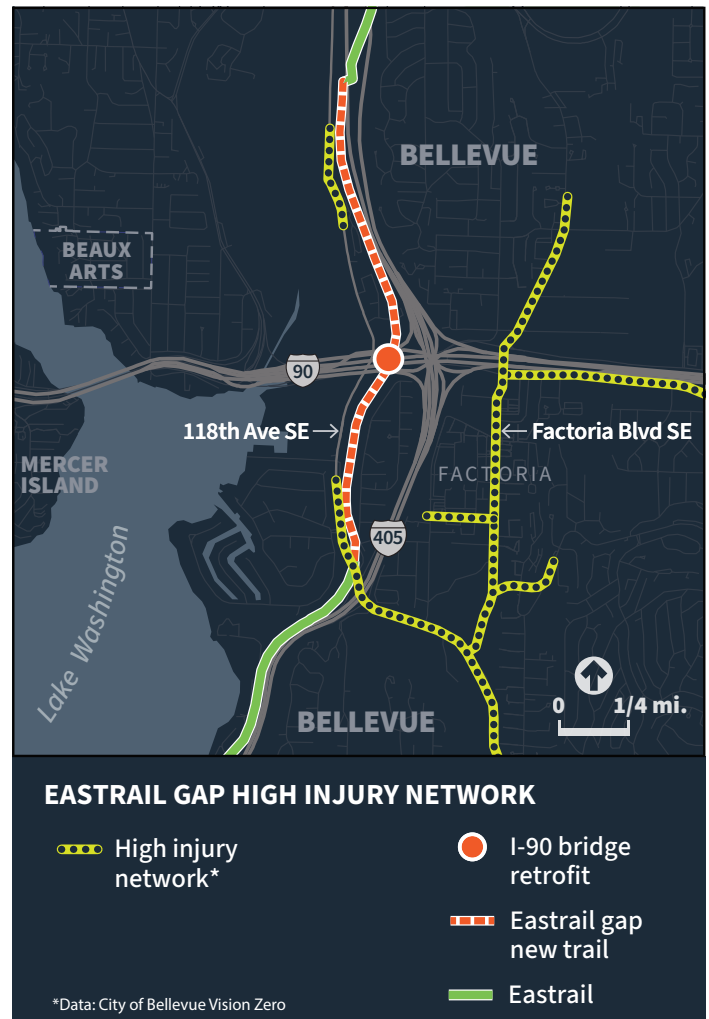 BELLEVUE
BEAUX
ARTS
90
118th Ave SE
Factoria Blvd SE
MERCER
ISLAND
FACTORIA
405
Lake Washington
0 1/4 mi.
BELLEVUE
EASTRAIL GAP HIGH INJURY NETWORK
High injury
network*
I-90 bridge
retrofit
Eastrail gap
new trail
Eastrail
*Data: City of Bellevue Vision Zero